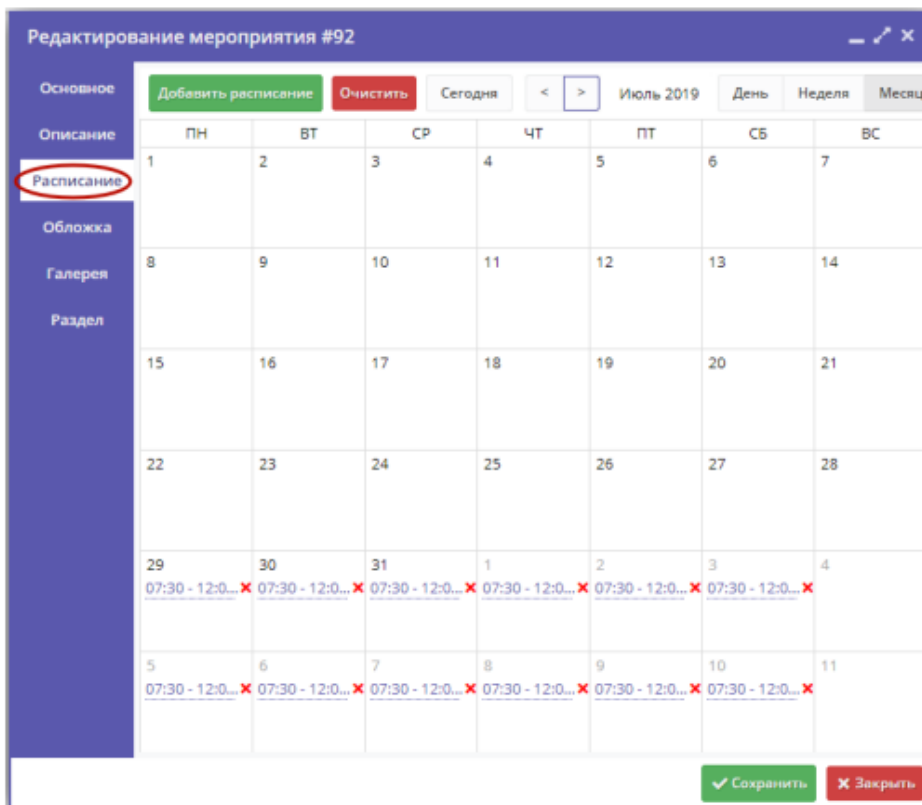 Редактирование мероприятия #92
Основное
Описание
Расписание
Обложка
Галерея
Раздел
Добавить расписание Очистить Сегодня < > Июль 2019 День Неделя Месяц
ПН ВТ СР ЧТ ПТ СБ ВС
1 2 3 4 5 6 7
8 9 10 11 12 13 14
15 16 17 18 19 20 21
22 23 24 25 26 27 28
29 30 31 1 2 3 4
07:30 - 12:0... 07:30 - 12:0... 07:30 - 12:0... 07:30 - 12:0... 07:30 - 12:0... 07:30 - 12:0...
5 6 7 8 9 10 11
07:30 - 12:0... 07:30 - 12:0... 07:30 - 12:0... 07:30 - 12:0... 07:30 - 12:0... 07:30 - 12:0...
Сохранить Закрыть